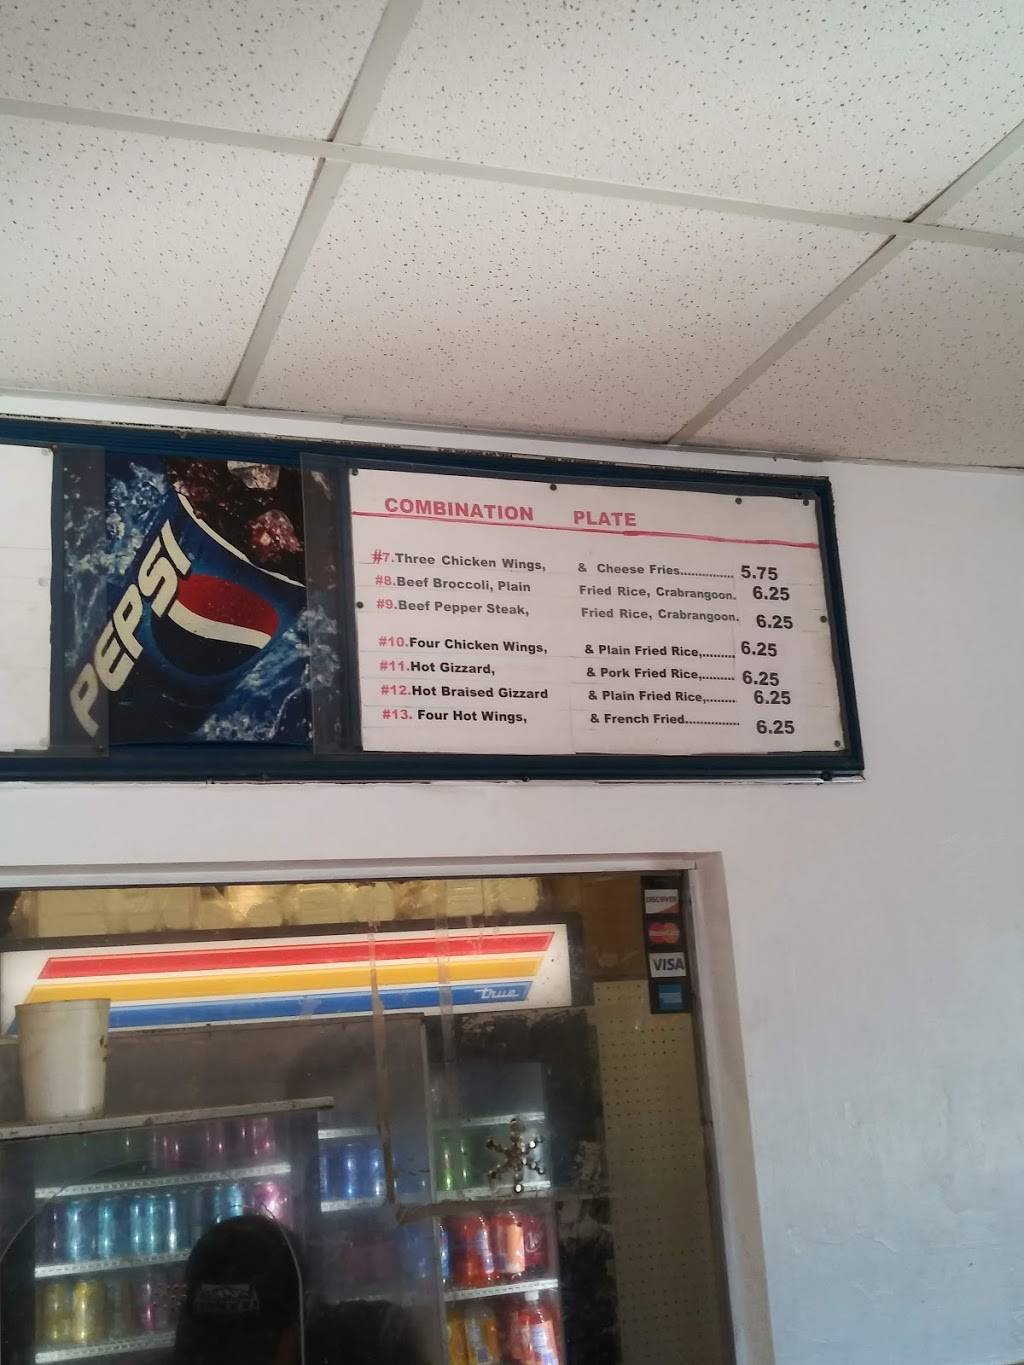 PEPSI
COMBINATION PLATE
#7.Three Chicken Wings, & Cheese Fries............... 5.75
#8.Beef Broccoli, Plain Fried Rice, Crabrangoon. 6.25
#9.Beef Pepper Steak, Fried Rice, Crabrangoon. 6.25
#10.Four Chicken Wings, & Plain Fried Rice,......... 6.25
#11.Hot Gizzard, & Pork Fried Rice,......... 6.25
#12.Hot Braised Gizzard & Plain Fried Rice,........ 6.25
#13. Four Hot Wings, & French Fried............... 6.25
DISCOVER
MasterCard
VISA
true